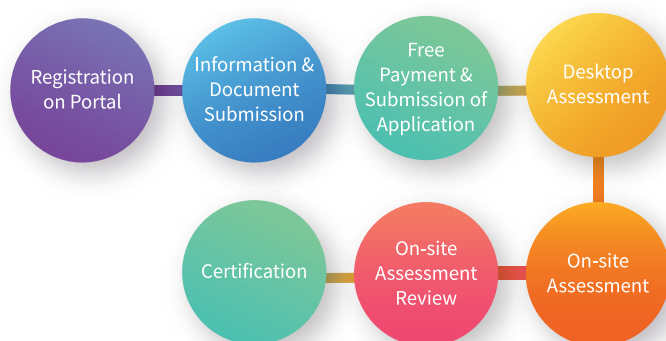 Registration
on Portal
Information &
Document
Submission
Free
Payment &
Submission of
Application
Desktop
Assessment
On-site
Assessment
On-site
Assessment
Review
Certification